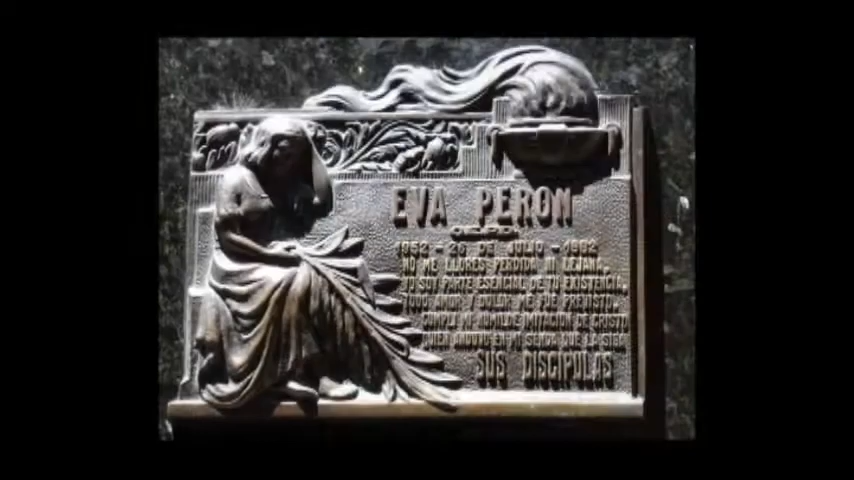 EVA PERON
Q.E.P.D.
1952 - 26 DE JULIO - 1982
NO ME LLORES PERDIDA NI LEJANA,
YO SOY PARTE ESENCIAL DE TU EXISTENCIA,
TODO AMOR Y DOLOR ME FUE PREVISTO,
CUMPLI MI HUMILDE IMITACION DE CRISTO
QUIEN ANDUVO EN MI SENDA QUE LA SIGA
SUS DISCIPULAS